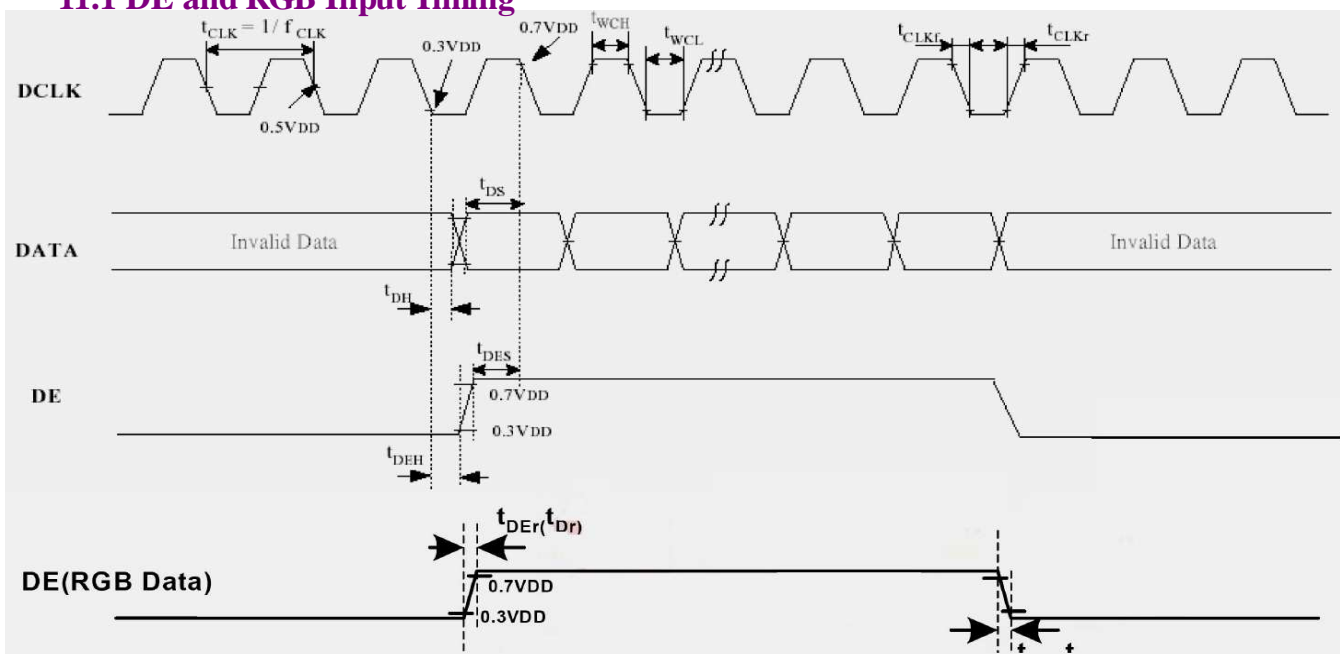 11.1 DE and RGB Input Timing
tCLK = 1/ fCLK
0.3VDD
0.7VDD
tWCH
tWCL
tCLKf
tCLKr
DCLK
0.5VDD
tDS
DATA
Invalid Data
Invalid Data
tDH
tDES
DE
0.7VDD
0.3VDD
tDEH
tDEr(tDr)
DE(RGB Data)
0.7VDD
0.3VDD